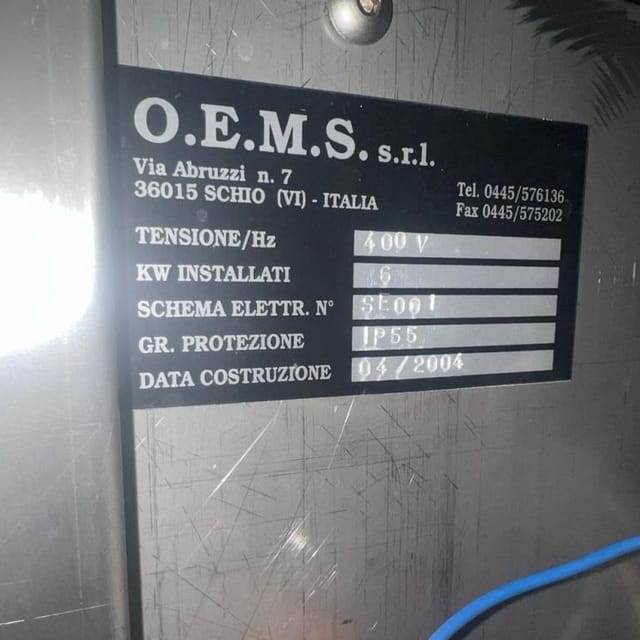 O.E.M.S. s.r.l.
Via Abruzzi n. 7
36015 SCHIO (VI) - ITALIA
Tel. 0445/576136
Fax 0445/575202
TENSIONE/Hz 400 V
KW INSTALLATI 6
SCHEMA ELETTR. N° SE001
GR. PROTEZIONE IP55
DATA COSTRUZIONE 04/2004